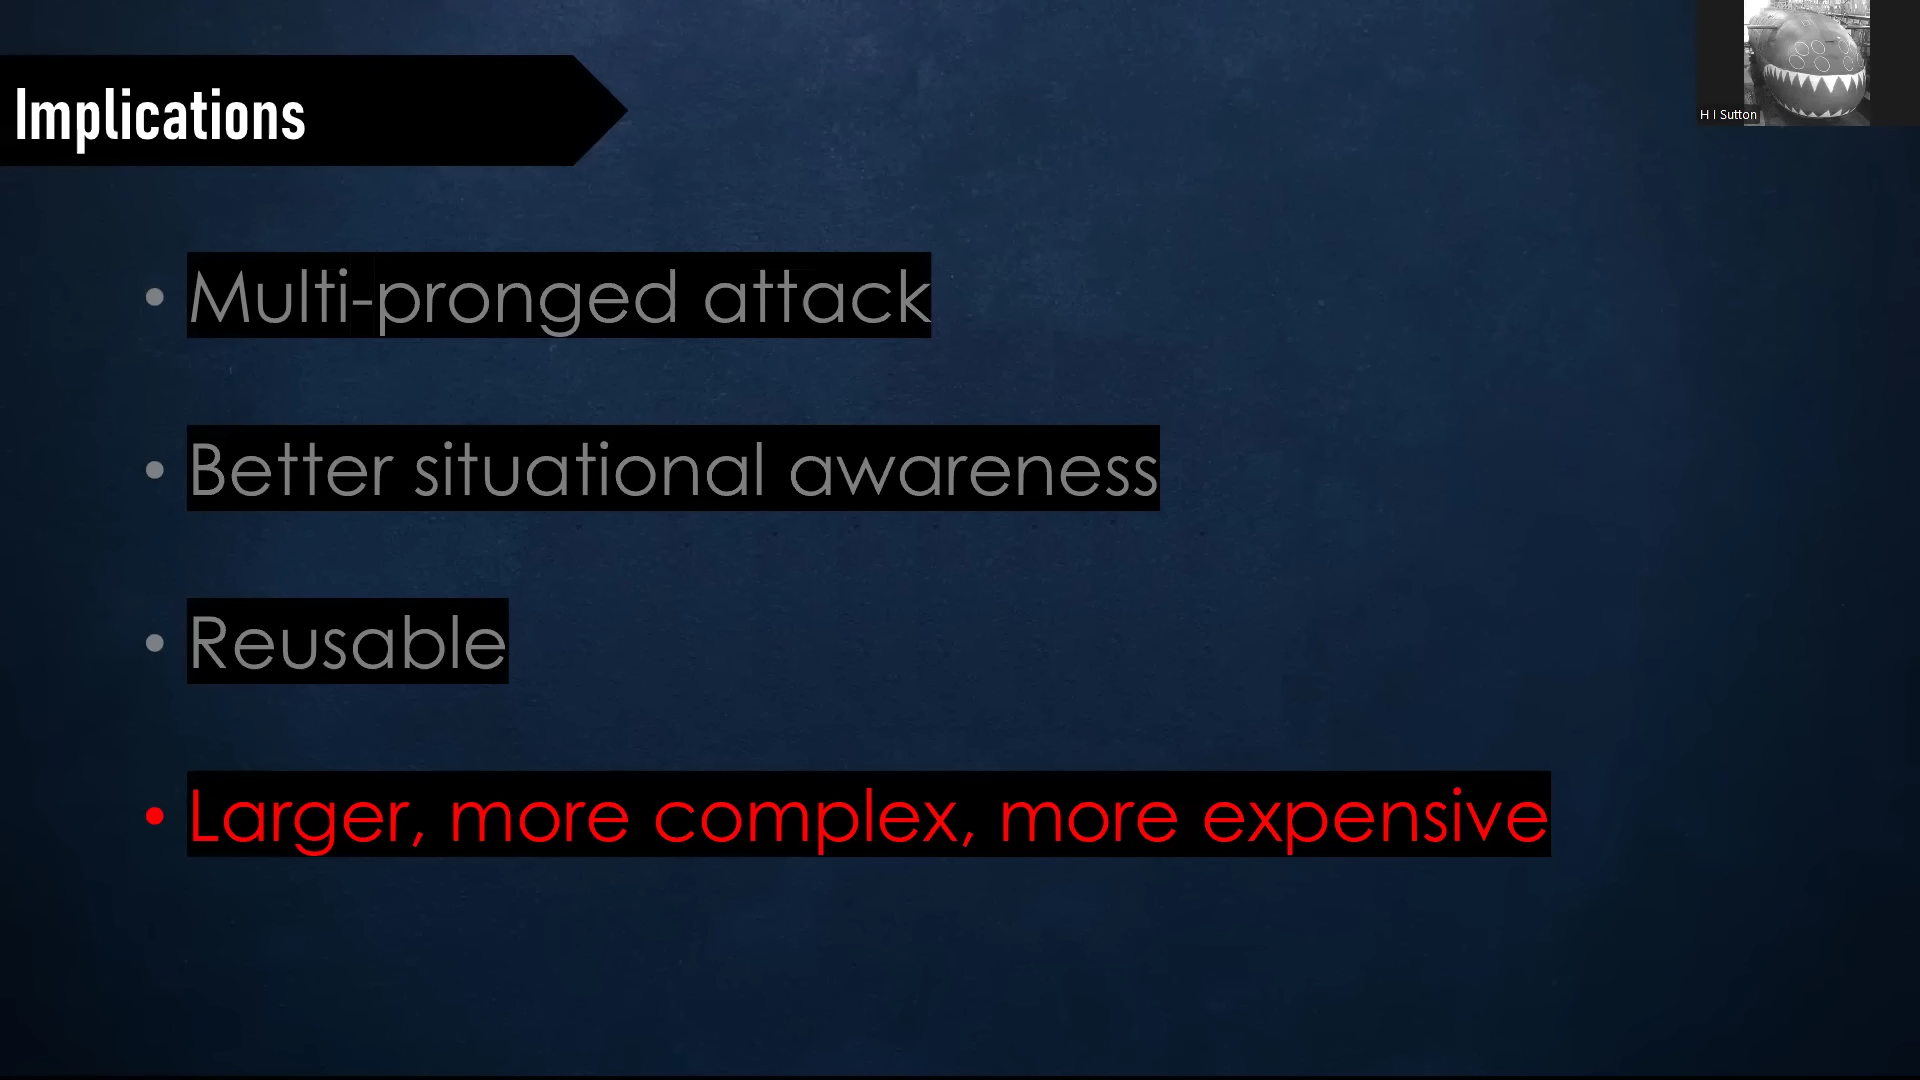 Implications
H I Sutton
• Multi-pronged attack
• Better situational awareness
• Reusable
• Larger, more complex, more expensive